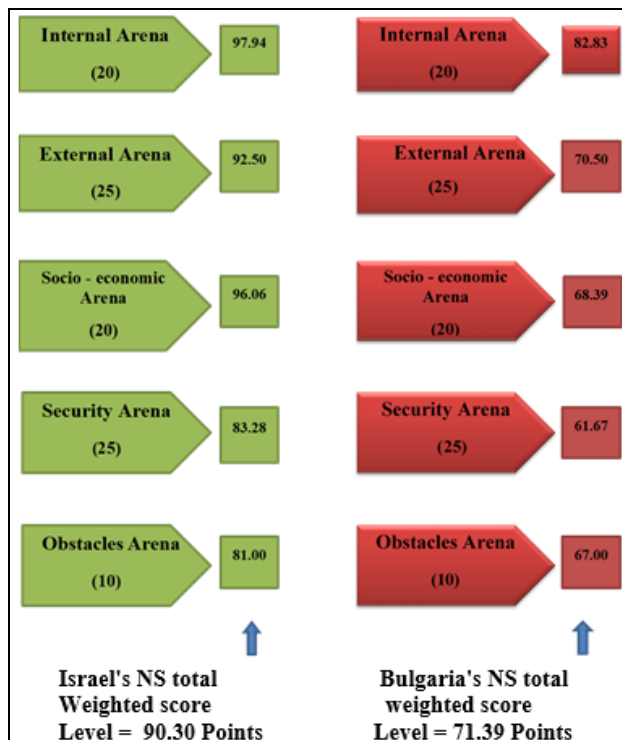 Internal Arena
(20)
97.94
External Arena
(25)
92.50
Socio - economic
Arena
(20)
96.06
Security Arena
(25)
83.28
Obstacles Arena
(10)
81.00
Israel's NS total
Weighted score
Level = 90.30 Points
Internal Arena
(20)
82.83
External Arena
(25)
70.50
Socio - economic
Arena
(20)
68.39
Security Arena
(25)
61.67
Obstacles Arena
(10)
67.00
Bulgaria's NS total
weighted score
Level = 71.39 Points